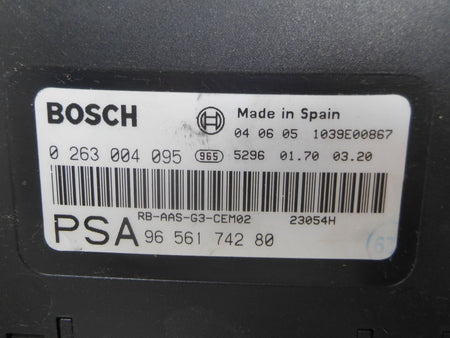 BOSCH Made in Spain
04 06 05 1039E00867
0 263 004 095 965 5296 01.70 03.20
RB-AAS-G3-CEM02 23054H
PSA 96 561 742 80